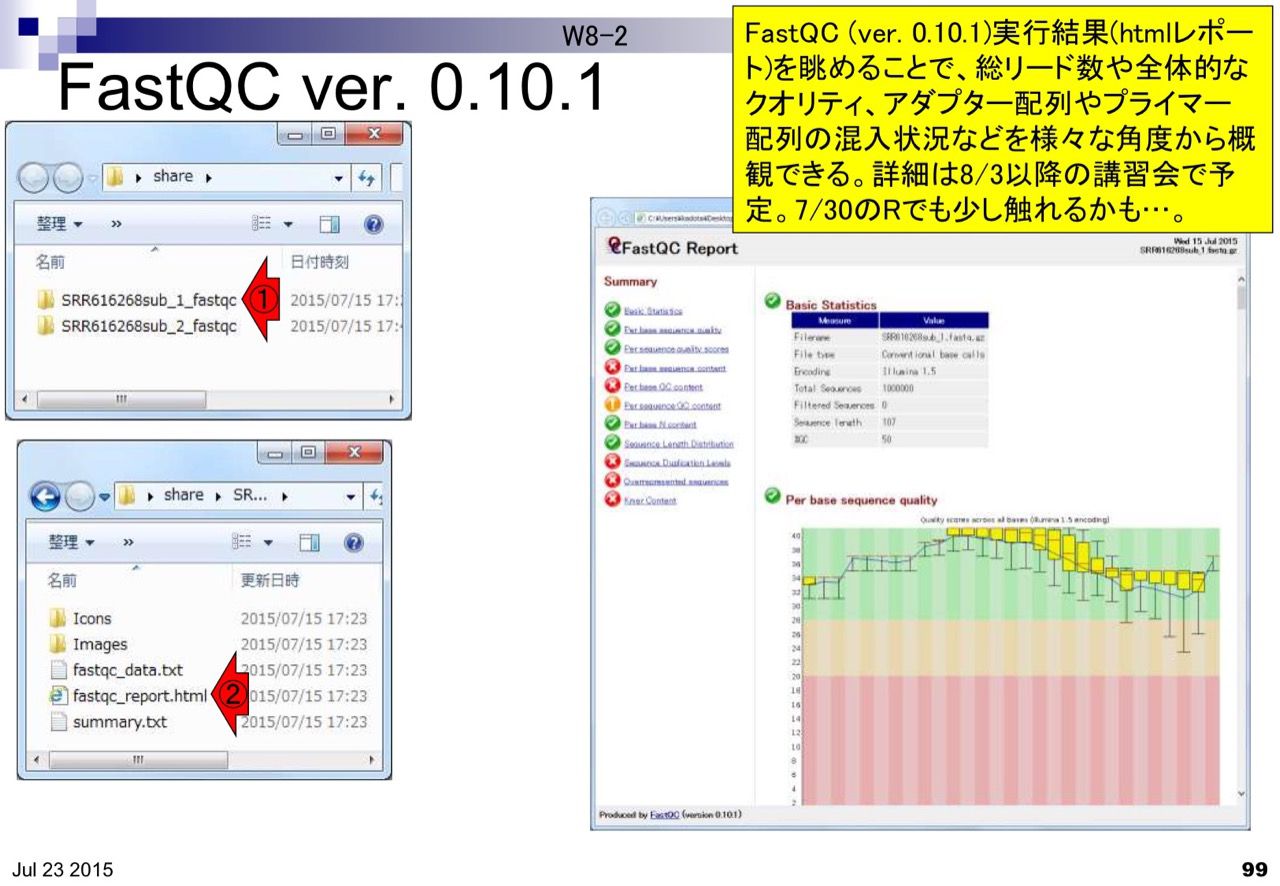 W8-2
FastQC ver. 0.10.1
FastQC (ver. 0.10.1)実行結果(htmlレポー
ト)を眺めることで、総リード数や全体的な
クオリティ、アダプター配列やプライマー
配列の混入状況などを様々な角度から概
観できる。詳細は8/3以降の講習会で予
定。7/30のRでも少し触れるかも…。
share
整理 »
名前 日付時刻
SRR616268sub_1_fastqc ① 2015/07/15 17:
SRR616268sub_2_fastqc 2015/07/15 17:
share SR...
整理 »
名前 更新日時
Icons 2015/07/15 17:23
Images 2015/07/15 17:23
fastqc_data.txt 2015/07/15 17:23
fastqc_report.html ② 2015/07/15 17:23
summary.txt 2015/07/15 17:23
C:¥Users¥kadota¥Desktop
FastQC Report
Wed 15 Jul 2015
SRR616268sub_1.fastq.gz
Summary
Basic Statistics
Per base sequence quality
Per sequence quality scores
Per base sequence content
Per base GC content
Per sequence GC content
Per base N content
Sequence Length Distribution
Sequence Duplication Levels
Overrepresented sequences
Kmer Content
Basic Statistics
Measure Value
Filename SRR616268sub_1.fastq.gz
File type Conventional base calls
Encoding Illumina 1.5
Total Sequences 1000000
Filtered Sequences 0
Sequence length 107
%GC 50
Per base sequence quality
Quality scores across all bases (Illumina 1.5 encoding)
40
38
36
34
32
30
28
26
24
22
20
18
16
14
12
10
8
6
4
2
Produced by FastQC (version 0.10.1)
Jul 23 2015
99